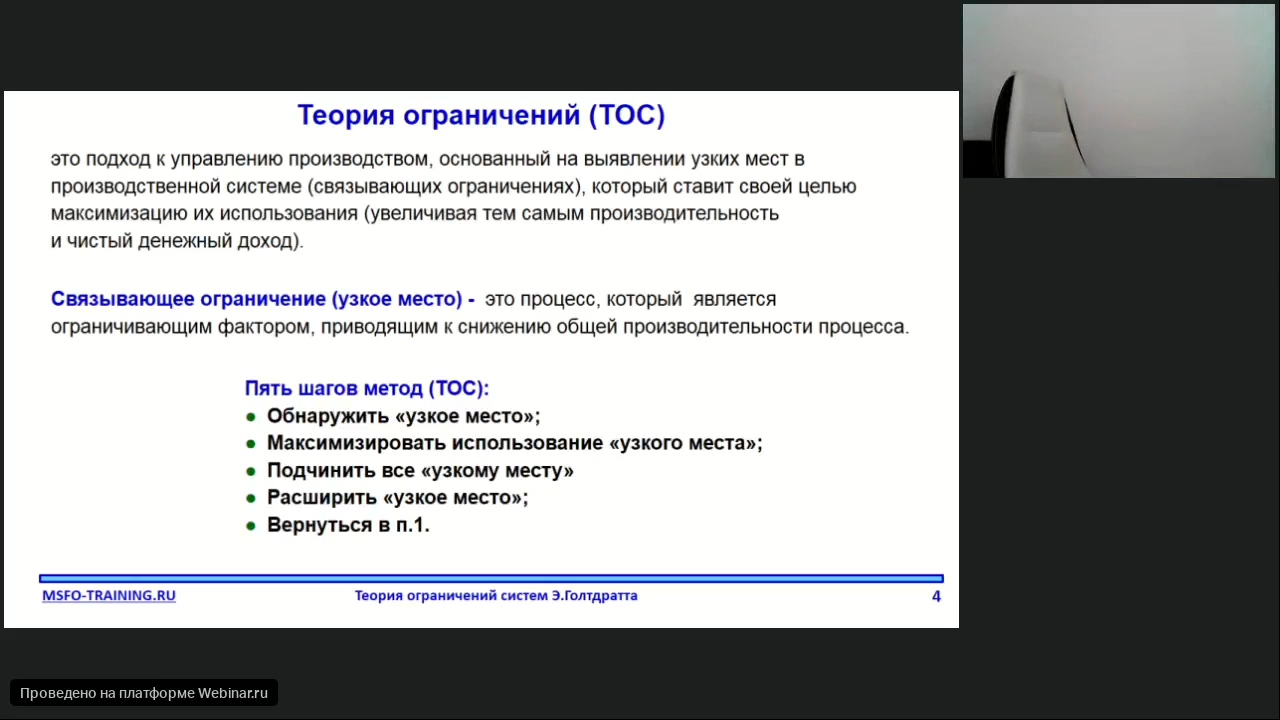 Теория ограничений (ТОС)
это подход к управлению производством, основанный на выявлении узких мест в
производственной системе (связывающих ограничениях), который ставит своей целью
максимизацию их использования (увеличивая тем самым производительность
и чистый денежный доход).
Связывающее ограничение (узкое место) - это процесс, который является
ограничивающим фактором, приводящим к снижению общей производительности процесса.
Пять шагов метод (ТОС):
● Обнаружить «узкое место»;
● Максимизировать использование «узкого места»;
● Подчинить все «узкому месту»
● Расширить «узкое место»;
● Вернуться в п.1.
MSFO-TRAINING.RU Теория ограничений систем Э.Голтдратта 4
Проведено на платформе Webinar.ru